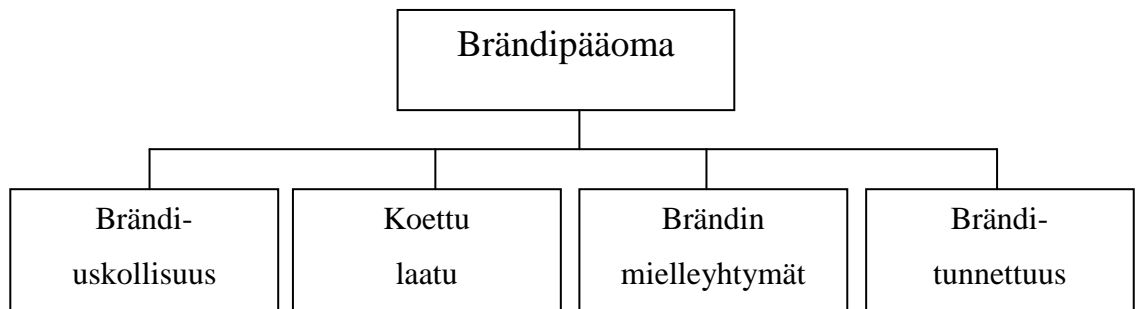 Brändipääoma
Brändi-
uskollisuus
Koettu
laatu
Brändin
mielleyhtymät
Brändi-
tunnettuus